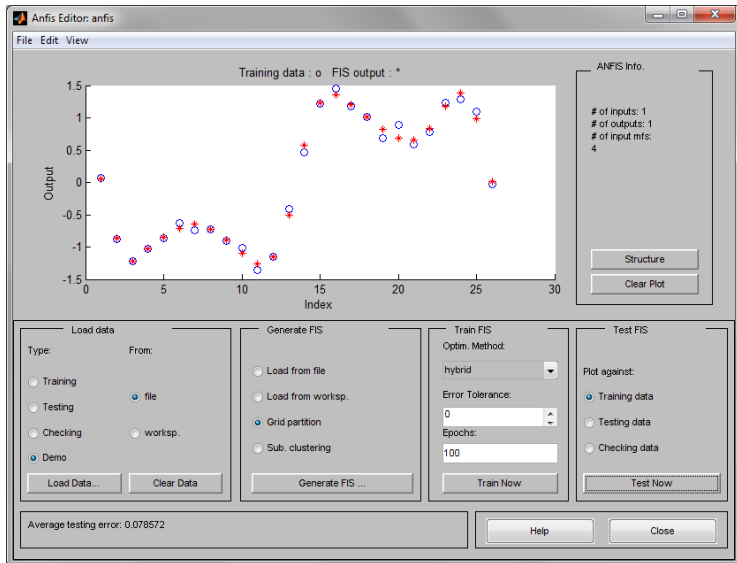 Anfis Editor: anfis
File Edit View
Training data : o FIS output : *
1.5
1
0.5
0
-0.5
-1
-1.5
Output
0 5 10 15 20 25 30
Index
ANFIS Info.
# of inputs: 1
# of outputs: 1
# of input mfs:
4
Structure
Clear Plot
Load data
Type: From:
Training
Testing
Checking
Demo
file
worksp.
Load Data...
Clear Data
Generate FIS
Load from file
Load from worksp.
Grid partition
Sub. clustering
Generate FIS ...
Train FIS
Optim. Method:
hybrid
Error Tolerance:
0
Epochs:
100
Train Now
Test FIS
Plot against:
Training data
Testing data
Checking data
Test Now
Average testing error: 0.078572
Help
Close